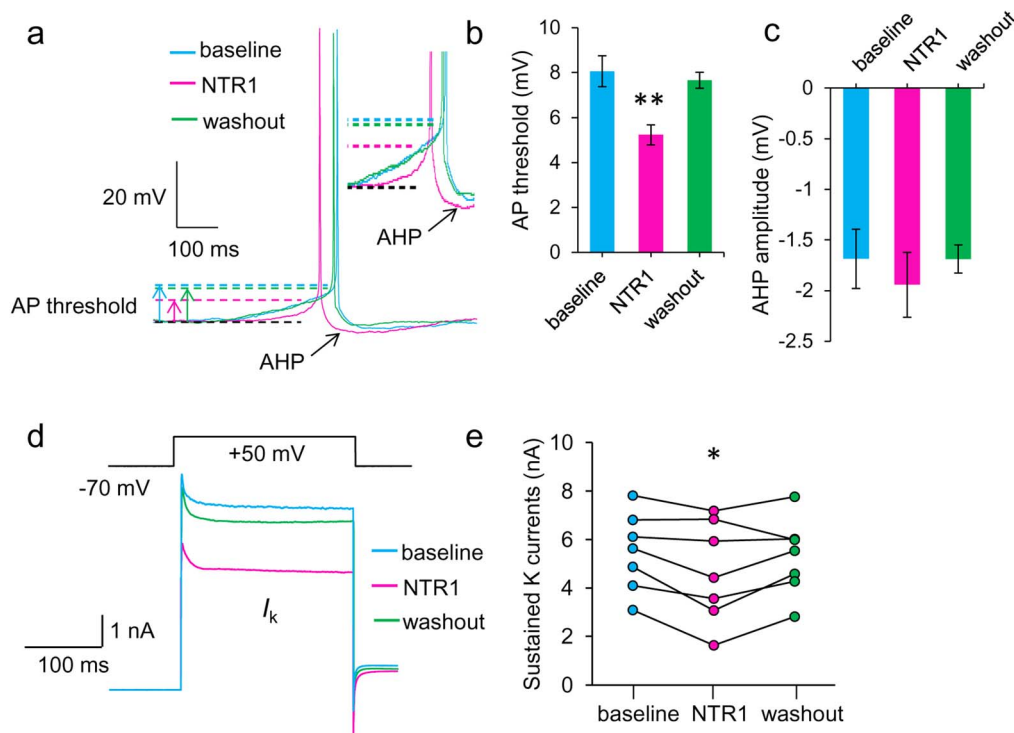 a
baseline
NTR1
washout
20 mV
100 ms
AHP
AP threshold
AHP
b
AP threshold (mV)
10
8
6
4
2
0
**
baseline
NTR1
washout
c
baseline
NTR1
washout
AHP amplitude (mV)
0
-0.5
-1
-1.5
-2
-2.5
d
+50 mV
-70 mV
baseline
NTR1
washout
Ik
1 nA
100 ms
e
Sustained K currents (nA)
10
8
6
4
2
0
*
baseline
NTR1
washout